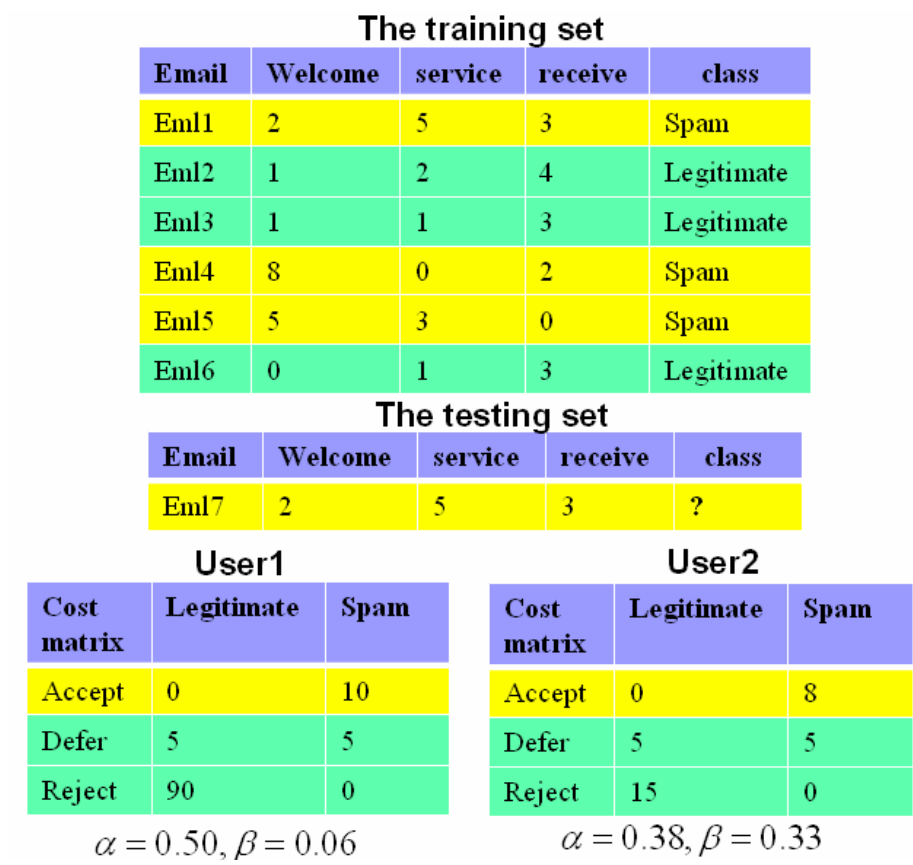 The training set
Email Welcome service receive class
Eml1 2 5 3 Spam
Eml2 1 2 4 Legitimate
Eml3 1 1 3 Legitimate
Eml4 8 0 2 Spam
Eml5 5 3 0 Spam
Eml6 0 1 3 Legitimate
The testing set
Email Welcome service receive class
Eml7 2 5 3 ?
User1
Cost matrix Legitimate Spam
Accept 0 10
Defer 5 5
Reject 90 0
α = 0.50, β = 0.06
User2
Cost matrix Legitimate Spam
Accept 0 8
Defer 5 5
Reject 15 0
α = 0.38, β = 0.33